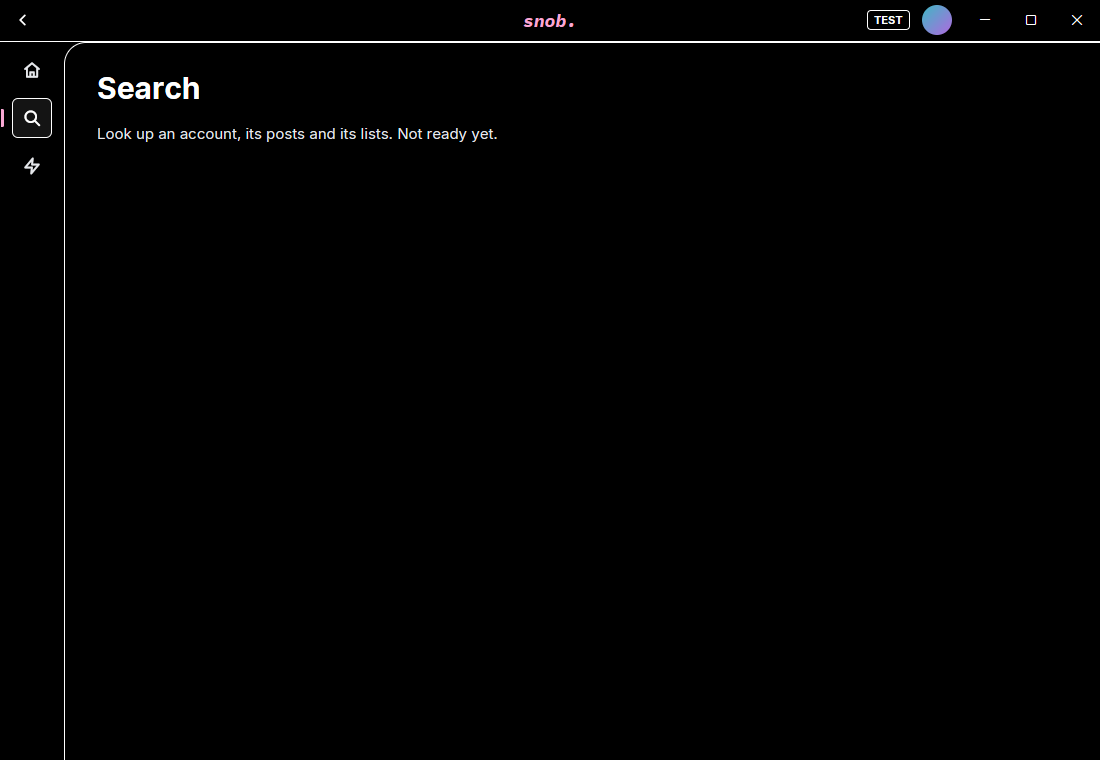 snob.
TEST
Search
Look up an account, its posts and its lists. Not ready yet.